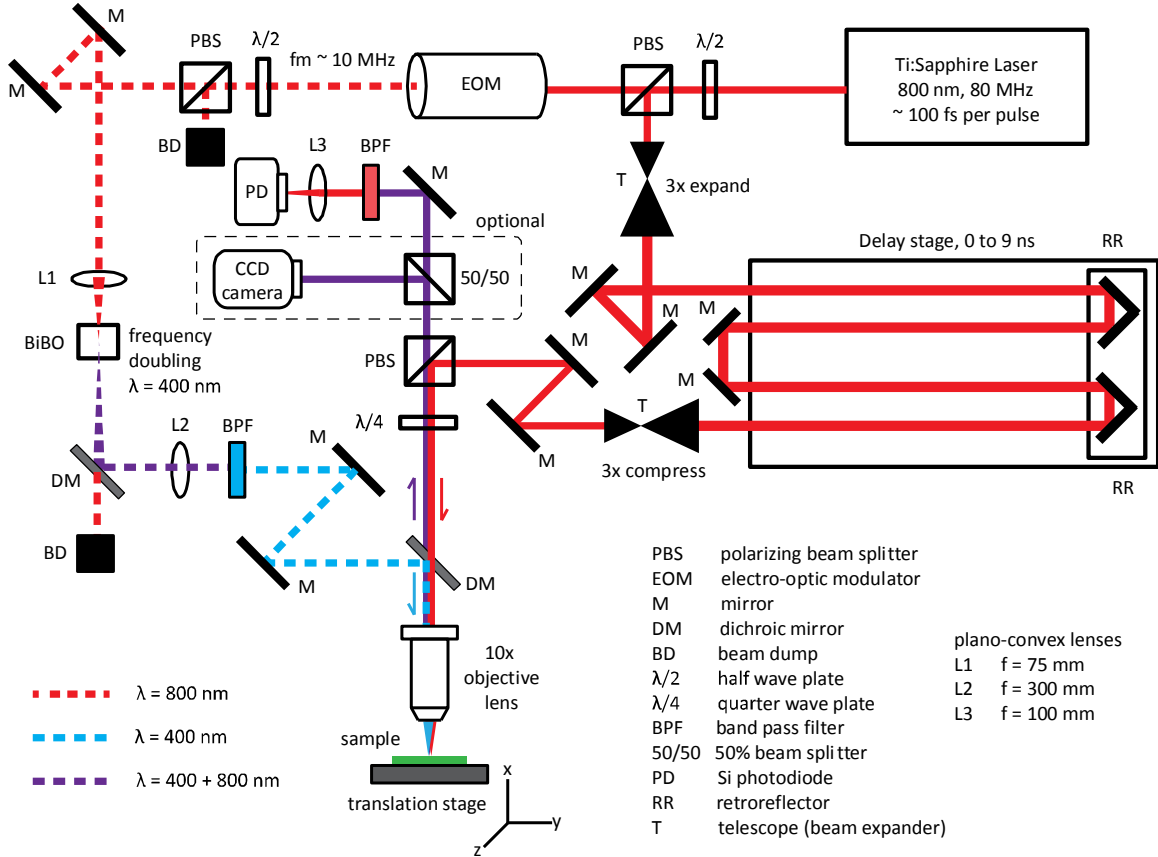 M
PBS
λ/2
fm ~ 10 MHz
EOM
PBS
λ/2
Ti:Sapphire Laser
800 nm, 80 MHz
~ 100 fs per pulse
M
BD
PD
L3
BPF
M
T
3x expand
optional
CCD
camera
50/50
Delay stage, 0 to 9 ns
RR
L1
M
M
M
BiBO
frequency
doubling
λ = 400 nm
PBS
M
M
λ/4
T
M
3x compress
RR
L2
BPF
M
DM
BD
M
DM
10x
objective
lens
sample
translation stage
x
y
z
λ = 800 nm
λ = 400 nm
λ = 400 + 800 nm
PBS polarizing beam splitter
EOM electro-optic modulator
M mirror
DM dichroic mirror
BD beam dump
λ/2 half wave plate
λ/4 quarter wave plate
BPF band pass filter
50/50 50% beam splitter
PD Si photodiode
RR retroreflector
T telescope (beam expander)
plano-convex lenses
L1 f = 75 mm
L2 f = 300 mm
L3 f = 100 mm